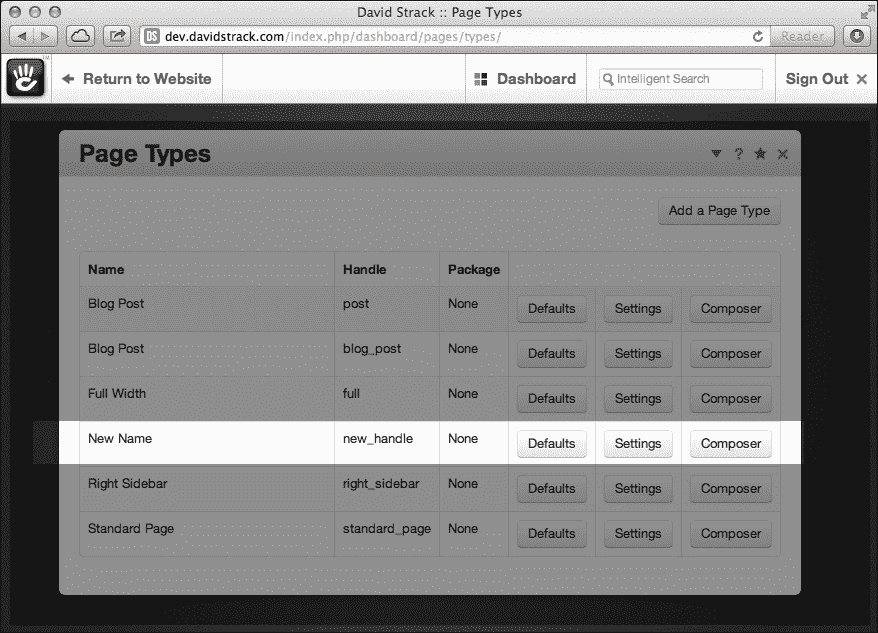 David Strack :: Page Types
DS dev.davidstrack.com/index.php/dashboard/pages/types/ Reader
Return to Website Dashboard Intelligent Search Sign Out
Page Types
?
Add a Page Type
Name Handle Package
Blog Post post None Defaults Settings Composer
Blog Post blog_post None Defaults Settings Composer
Full Width full None Defaults Settings Composer
New Name new_handle None Defaults Settings Composer
Right Sidebar right_sidebar None Defaults Settings Composer
Standard Page standard_page None Defaults Settings Composer